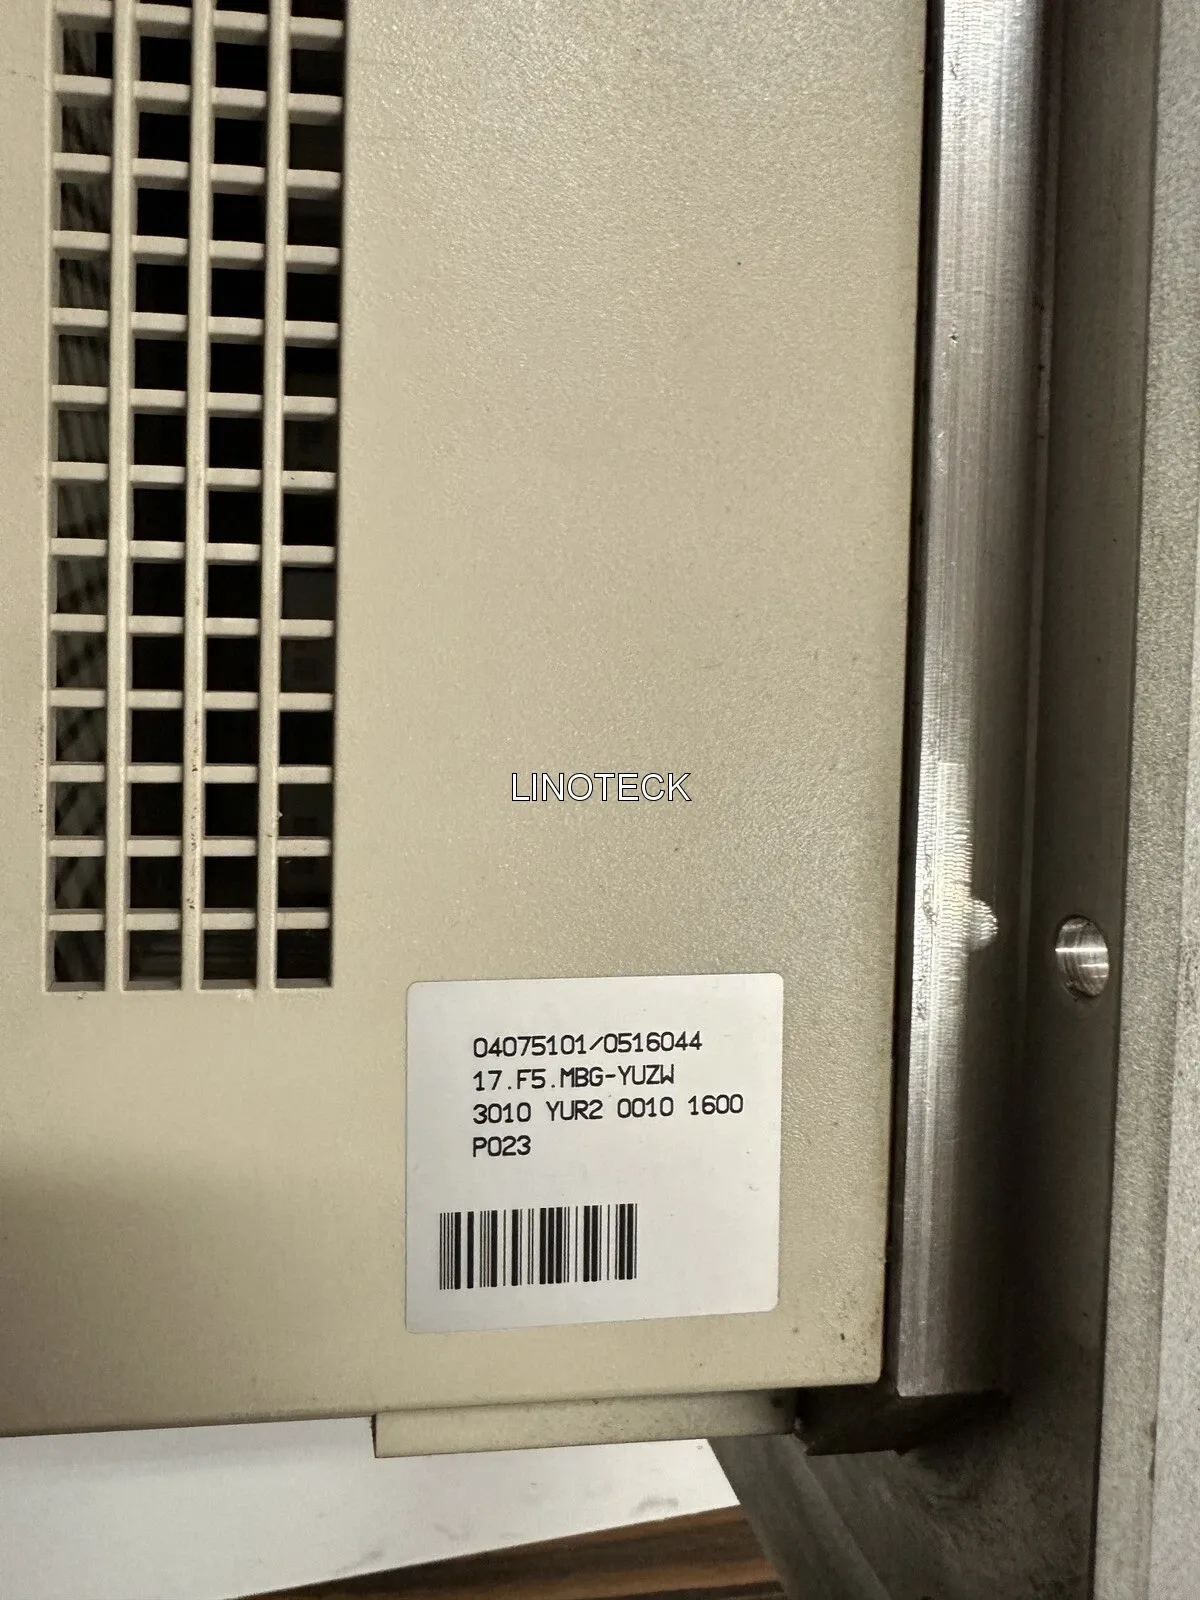 LINOTECK
04075101/0516044
17.F5.MBG-YUZW
3010 YUR2 0010 1600
P023